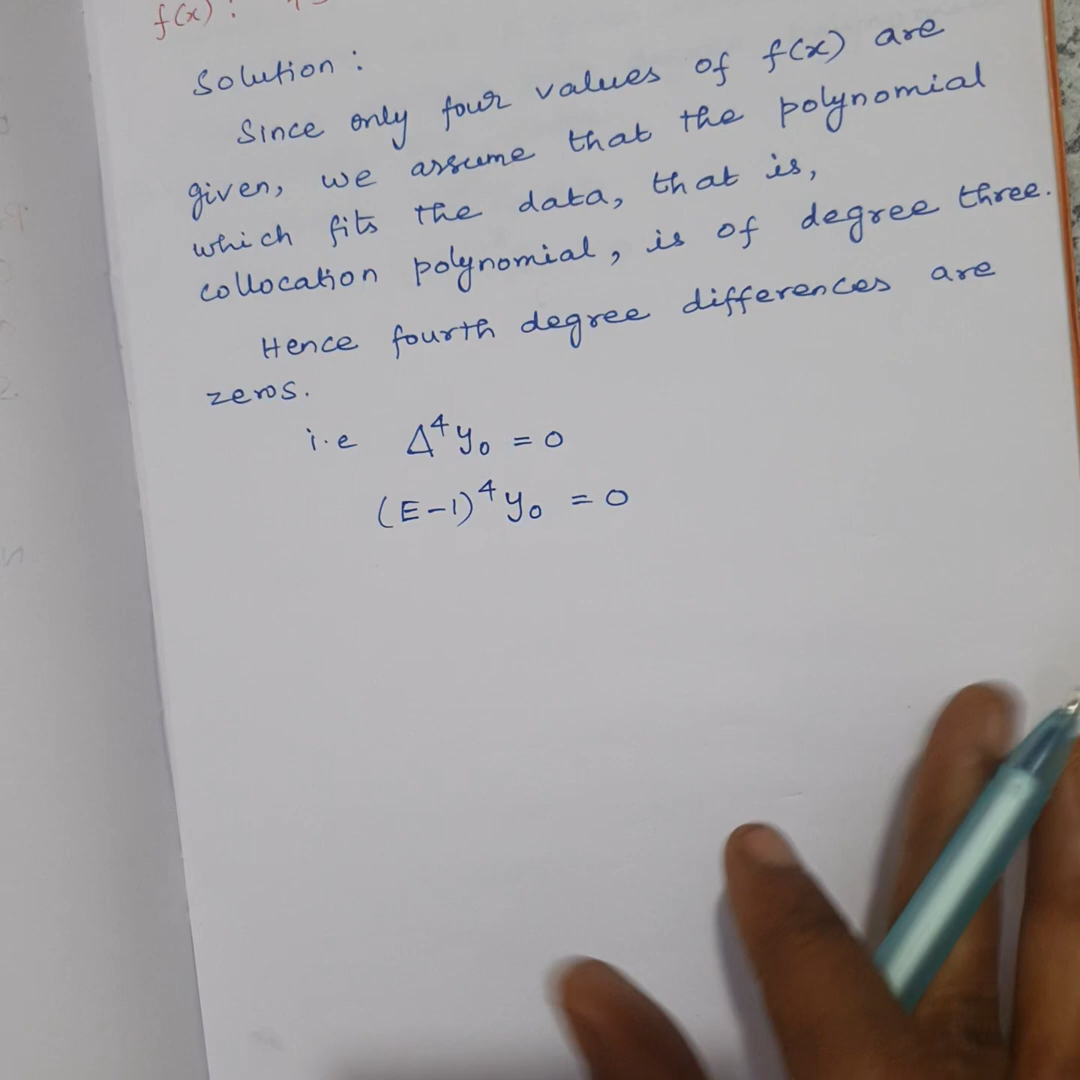 f(x) :
Solution :
Since only four values of f(x) are
given, we assume that the polynomial
which fits the data, that is,
collocation polynomial, is of degree three.
Hence fourth degree differences are
zeros.
i.e Δ⁴y₀ = 0
(E-1)⁴y₀ = 0